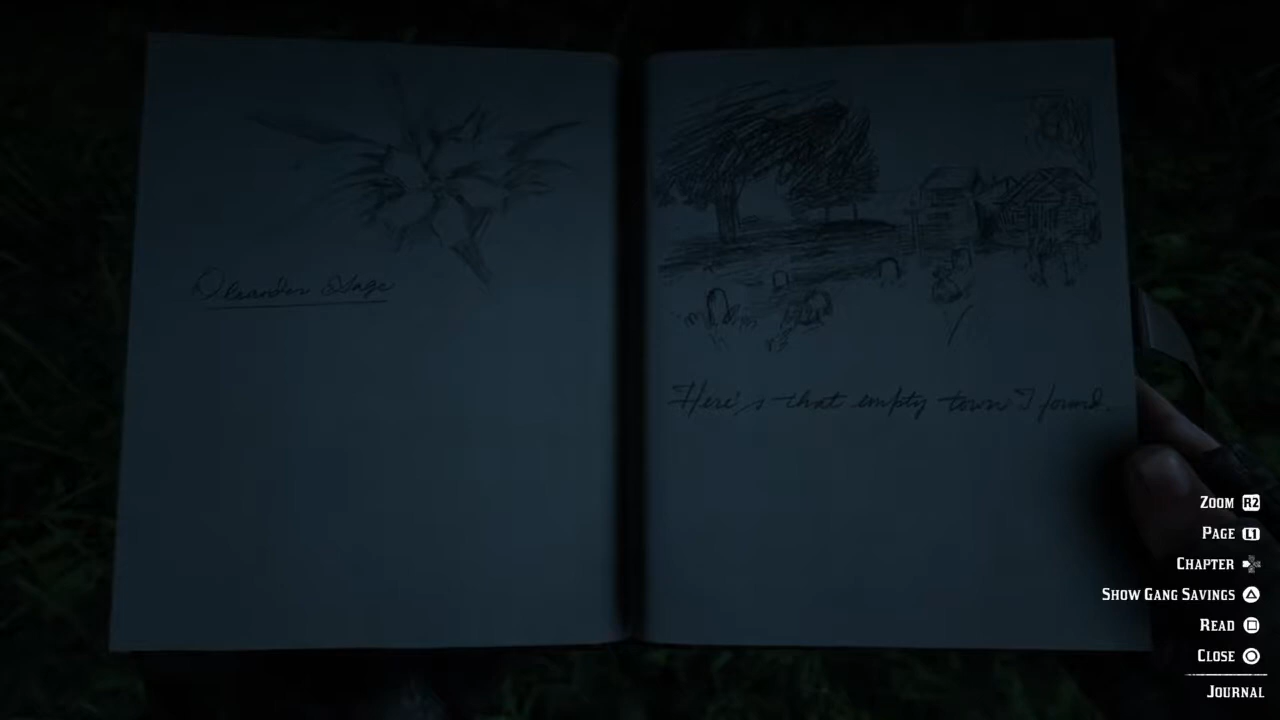 Oleander Sage
Here's that empty town I found.
ZOOM R2
PAGE L1
CHAPTER
SHOW GANG SAVINGS
READ
CLOSE
JOURNAL